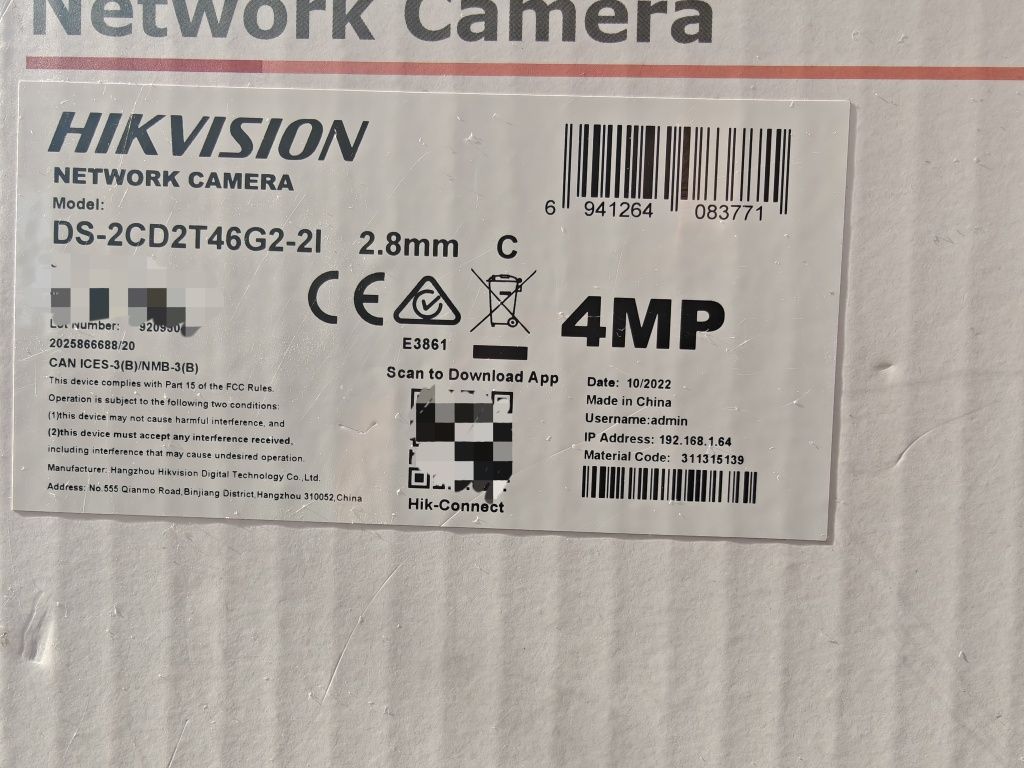 Network Camera
HIKVISION
NETWORK CAMERA
6 941264 083771
Model:
DS-2CD2T46G2-2I 2.8mm C
CE
E3861
4MP
Lot Number:
2025866688/20
CAN ICES-3(B)/NMB-3(B)
This device complies with Part 15 of the FCC Rules.
Operation is subject to the following two conditions:
(1)this device may not cause harmful interference, and
(2)this device must accept any interference received,
including interference that may cause undesired operation.
Manufacturer: Hangzhou Hikvision Digital Technology Co.,Ltd.
Address: No.555 Qianmo Road,Binjiang District,Hangzhou 310052,China
Scan to Download App
Hik-Connect
Date: 10/2022
Made in China
Username:admin
IP Address: 192.168.1.64
Material Code: 311315139